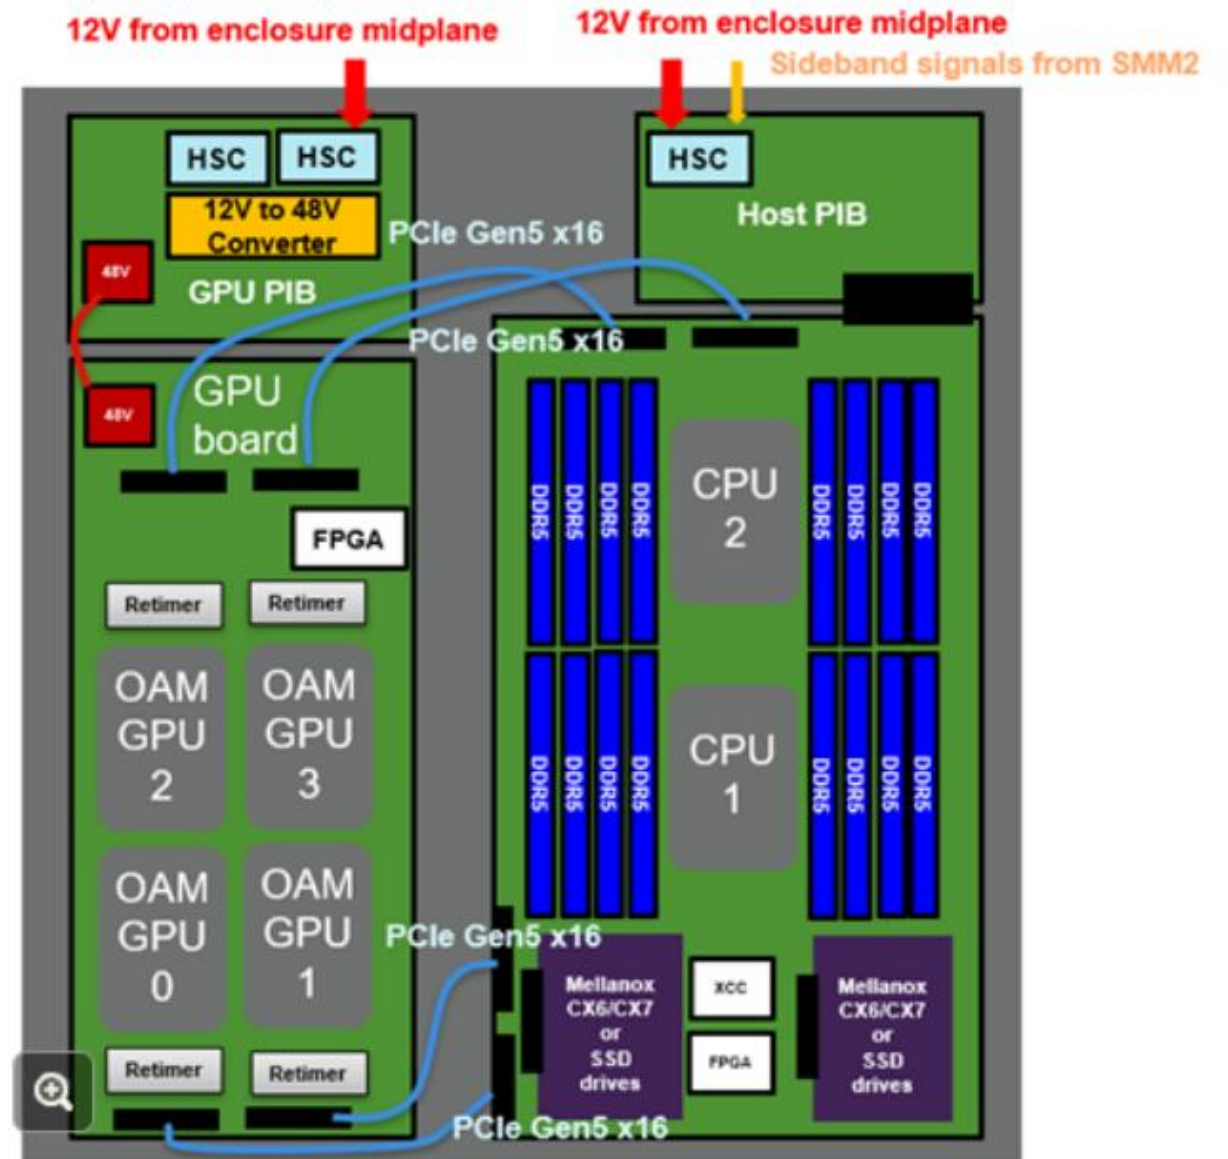 12V from enclosure midplane
12V from enclosure midplane
Sideband signals from SMM2
HSC
HSC
12V to 48V
Converter
48V
GPU PIB
HSC
Host PIB
PCIe Gen5 x16
PCIe Gen5 x16
48V
GPU
board
FPGA
Retimer
Retimer
OAM
GPU
2
OAM
GPU
3
OAM
GPU
0
OAM
GPU
1
Retimer
Retimer
DDR5
DDR5
DDR5
DDR5
CPU
2
DDR5
DDR5
DDR5
DDR5
DDR5
DDR5
DDR5
DDR5
CPU
1
DDR5
DDR5
DDR5
DDR5
PCIe Gen5 x16
Mellanox
CX6/CX7
or
SSD
drives
XCC
FPGA
Mellanox
CX6/CX7
or
SSD
drives
PCIe Gen5 x16